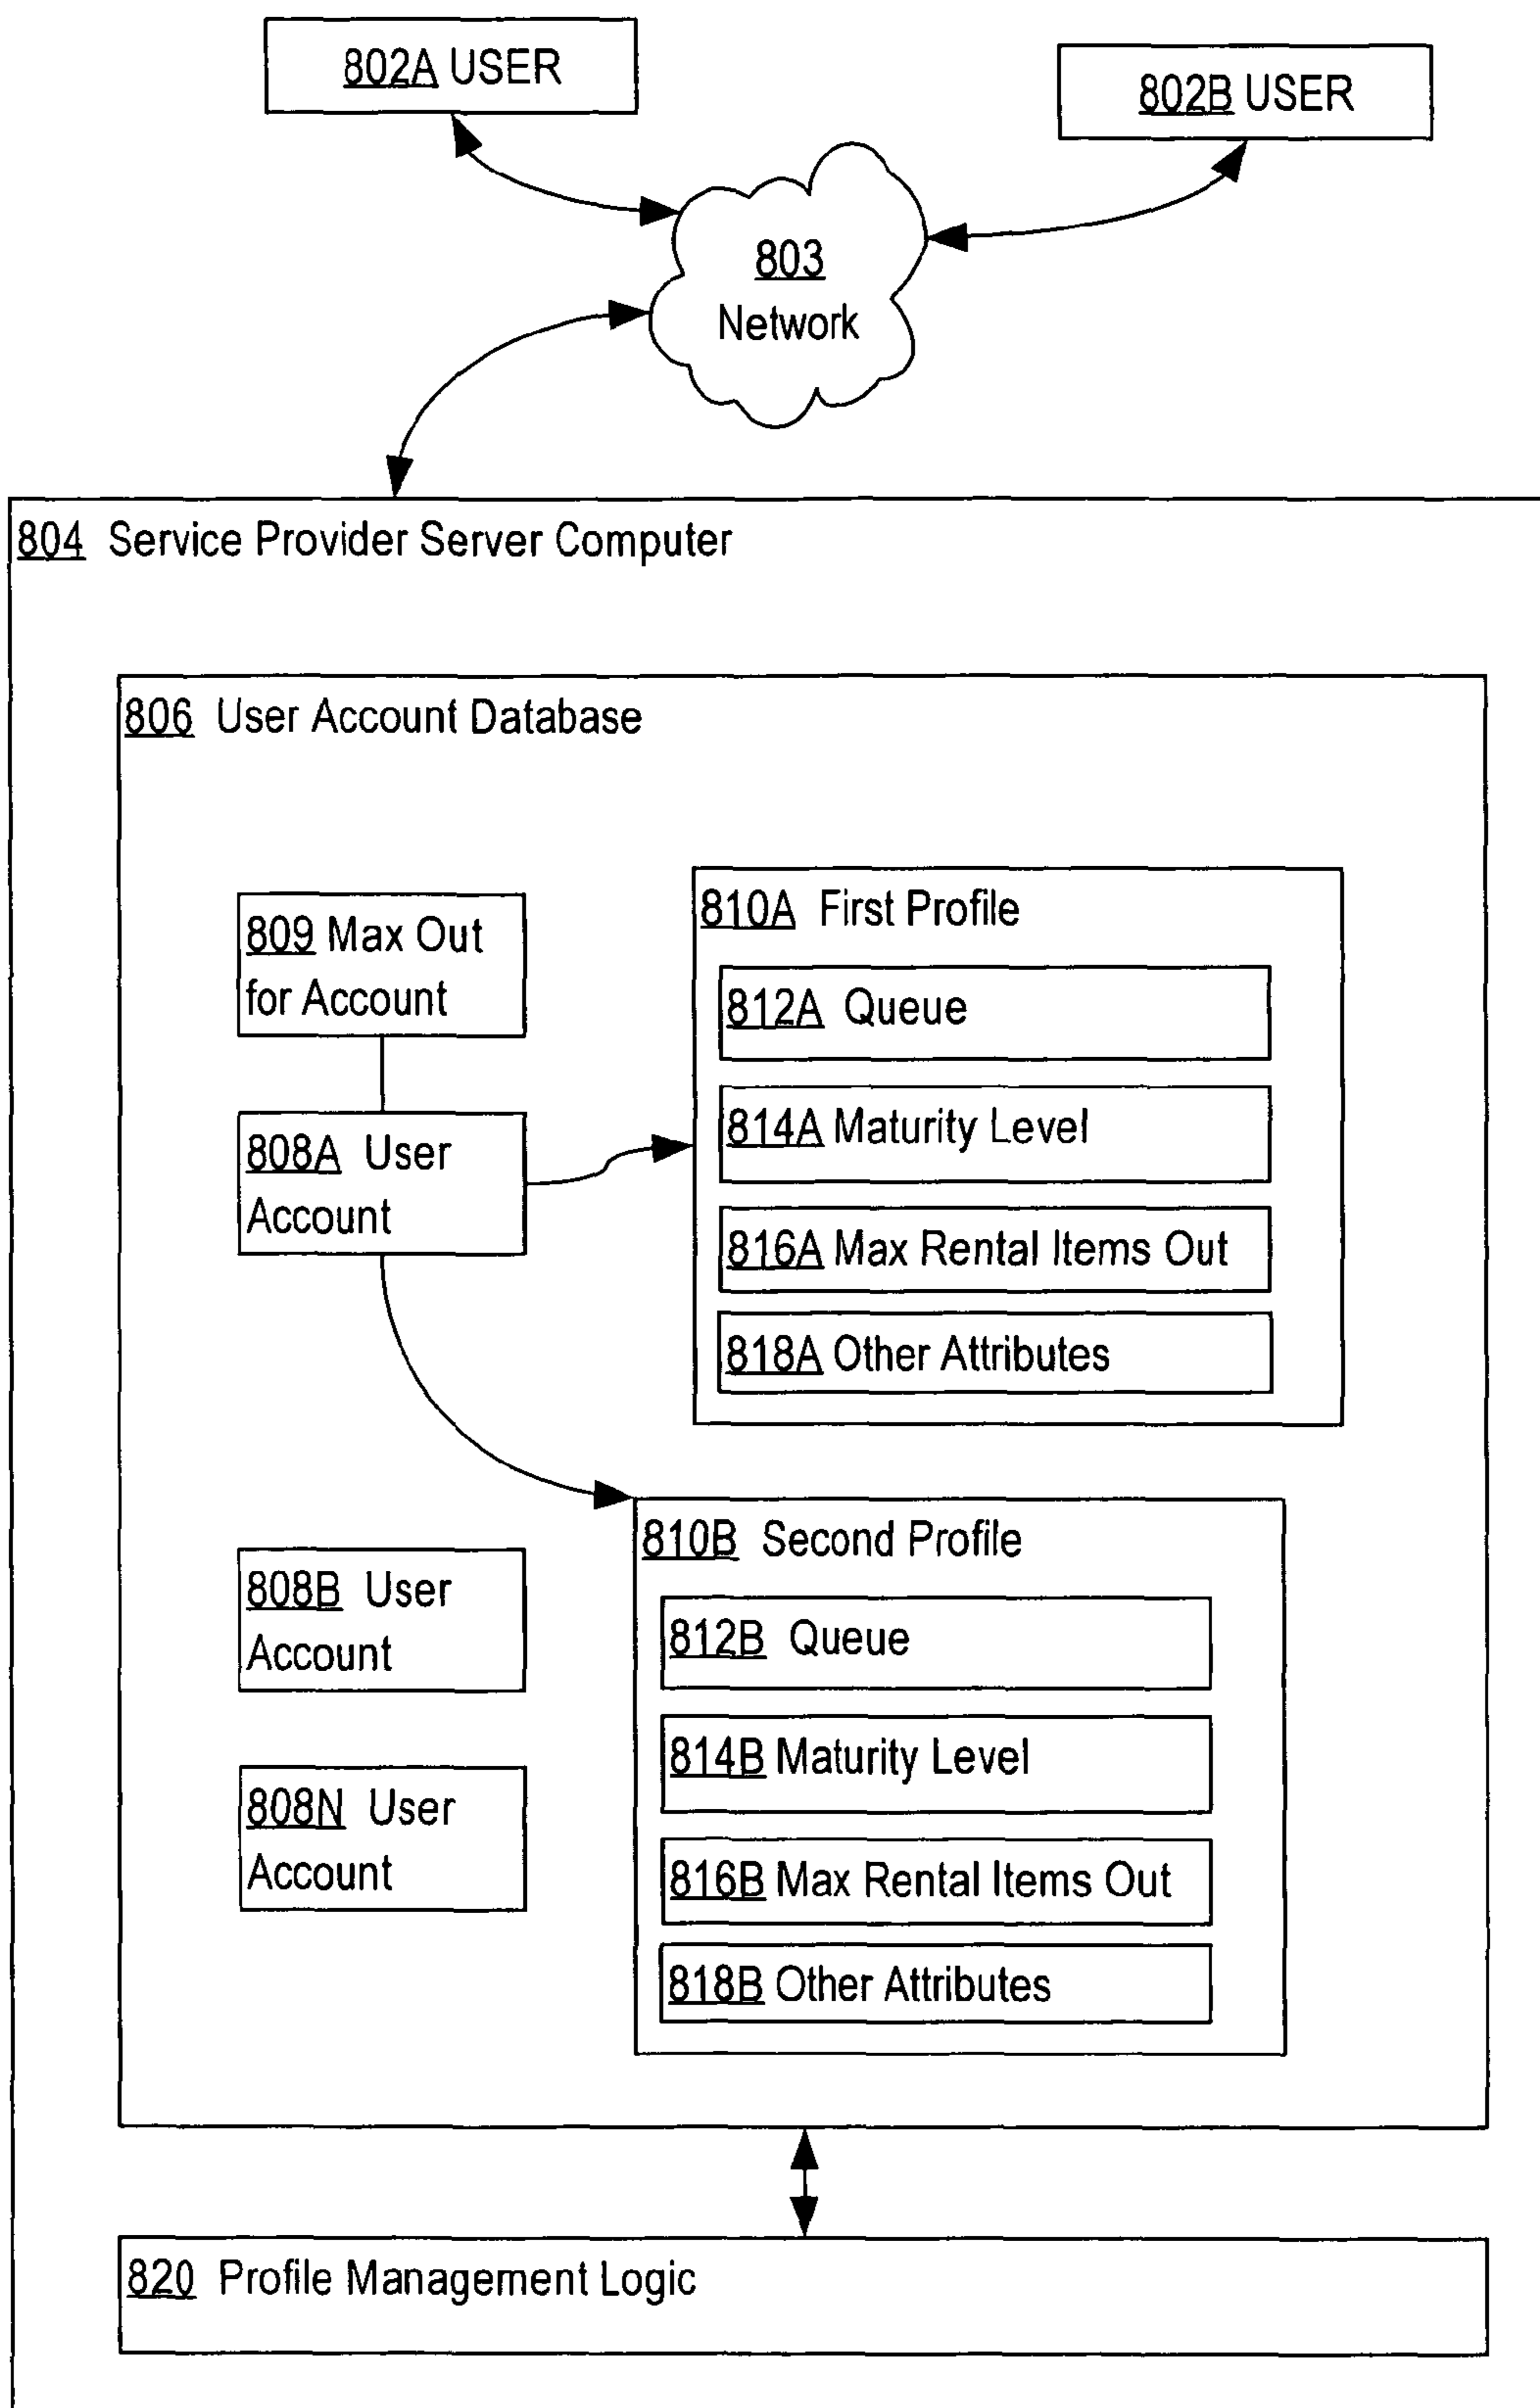 802A USER
802B USER
803
Network
804 Service Provider Server Computer
806 User Account Database
809 Max Out
for Account
808A User
Account
810A First Profile
812A Queue
814A Maturity Level
816A Max Rental Items Out
818A Other Attributes
808B User
Account
808N User
Account
810B Second Profile
812B Queue
814B Maturity Level
816B Max Rental Items Out
818B Other Attributes
820 Profile Management Logic